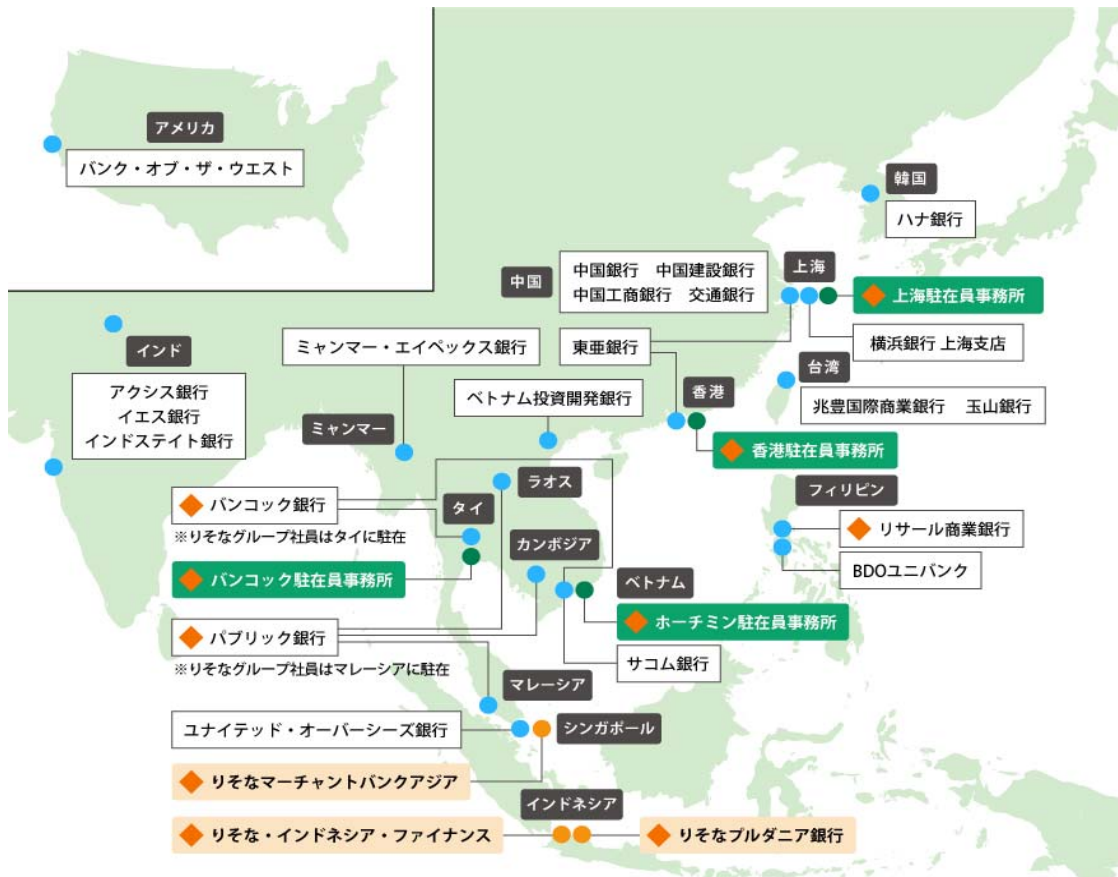 アメリカ
バンク・オブ・ザ・ウエスト
韓国
ハナ銀行
中国
中国銀行　中国建設銀行
中国工商銀行　交通銀行
上海
上海駐在員事務所
横浜銀行 上海支店
東亜銀行
台湾
兆豊国際商業銀行　玉山銀行
香港
香港駐在員事務所
インド
アクシス銀行
イエス銀行
インドステイト銀行
ミャンマー・エイペックス銀行
ミャンマー
ベトナム投資開発銀行
ラオス
タイ
バンコック銀行
※りそなグループ社員はタイに駐在
バンコック駐在員事務所
カンボジア
フィリピン
リサール商業銀行
BDOユニバンク
ベトナム
ホーチミン駐在員事務所
サコム銀行
パブリック銀行
※りそなグループ社員はマレーシアに駐在
マレーシア
ユナイテッド・オーバーシーズ銀行
シンガポール
りそなマーチャントバンクアジア
インドネシア
りそな・インドネシア・ファイナンス
りそなプルダニア銀行